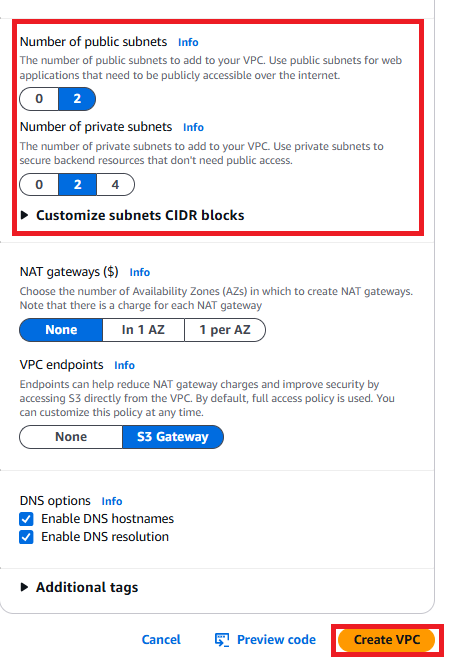 Number of public subnets Info
The number of public subnets to add to your VPC. Use public subnets for web
applications that need to be publicly accessible over the internet.
0 2
Number of private subnets Info
The number of private subnets to add to your VPC. Use private subnets to
secure backend resources that don't need public access.
0 2 4
Customize subnets CIDR blocks
NAT gateways ($) Info
Choose the number of Availability Zones (AZs) in which to create NAT gateways.
Note that there is a charge for each NAT gateway
None In 1 AZ 1 per AZ
VPC endpoints Info
Endpoints can help reduce NAT gateway charges and improve security by
accessing S3 directly from the VPC. By default, full access policy is used. You
can customize this policy at any time.
None S3 Gateway
DNS options Info
Enable DNS hostnames
Enable DNS resolution
Additional tags
Cancel Preview code Create VPC